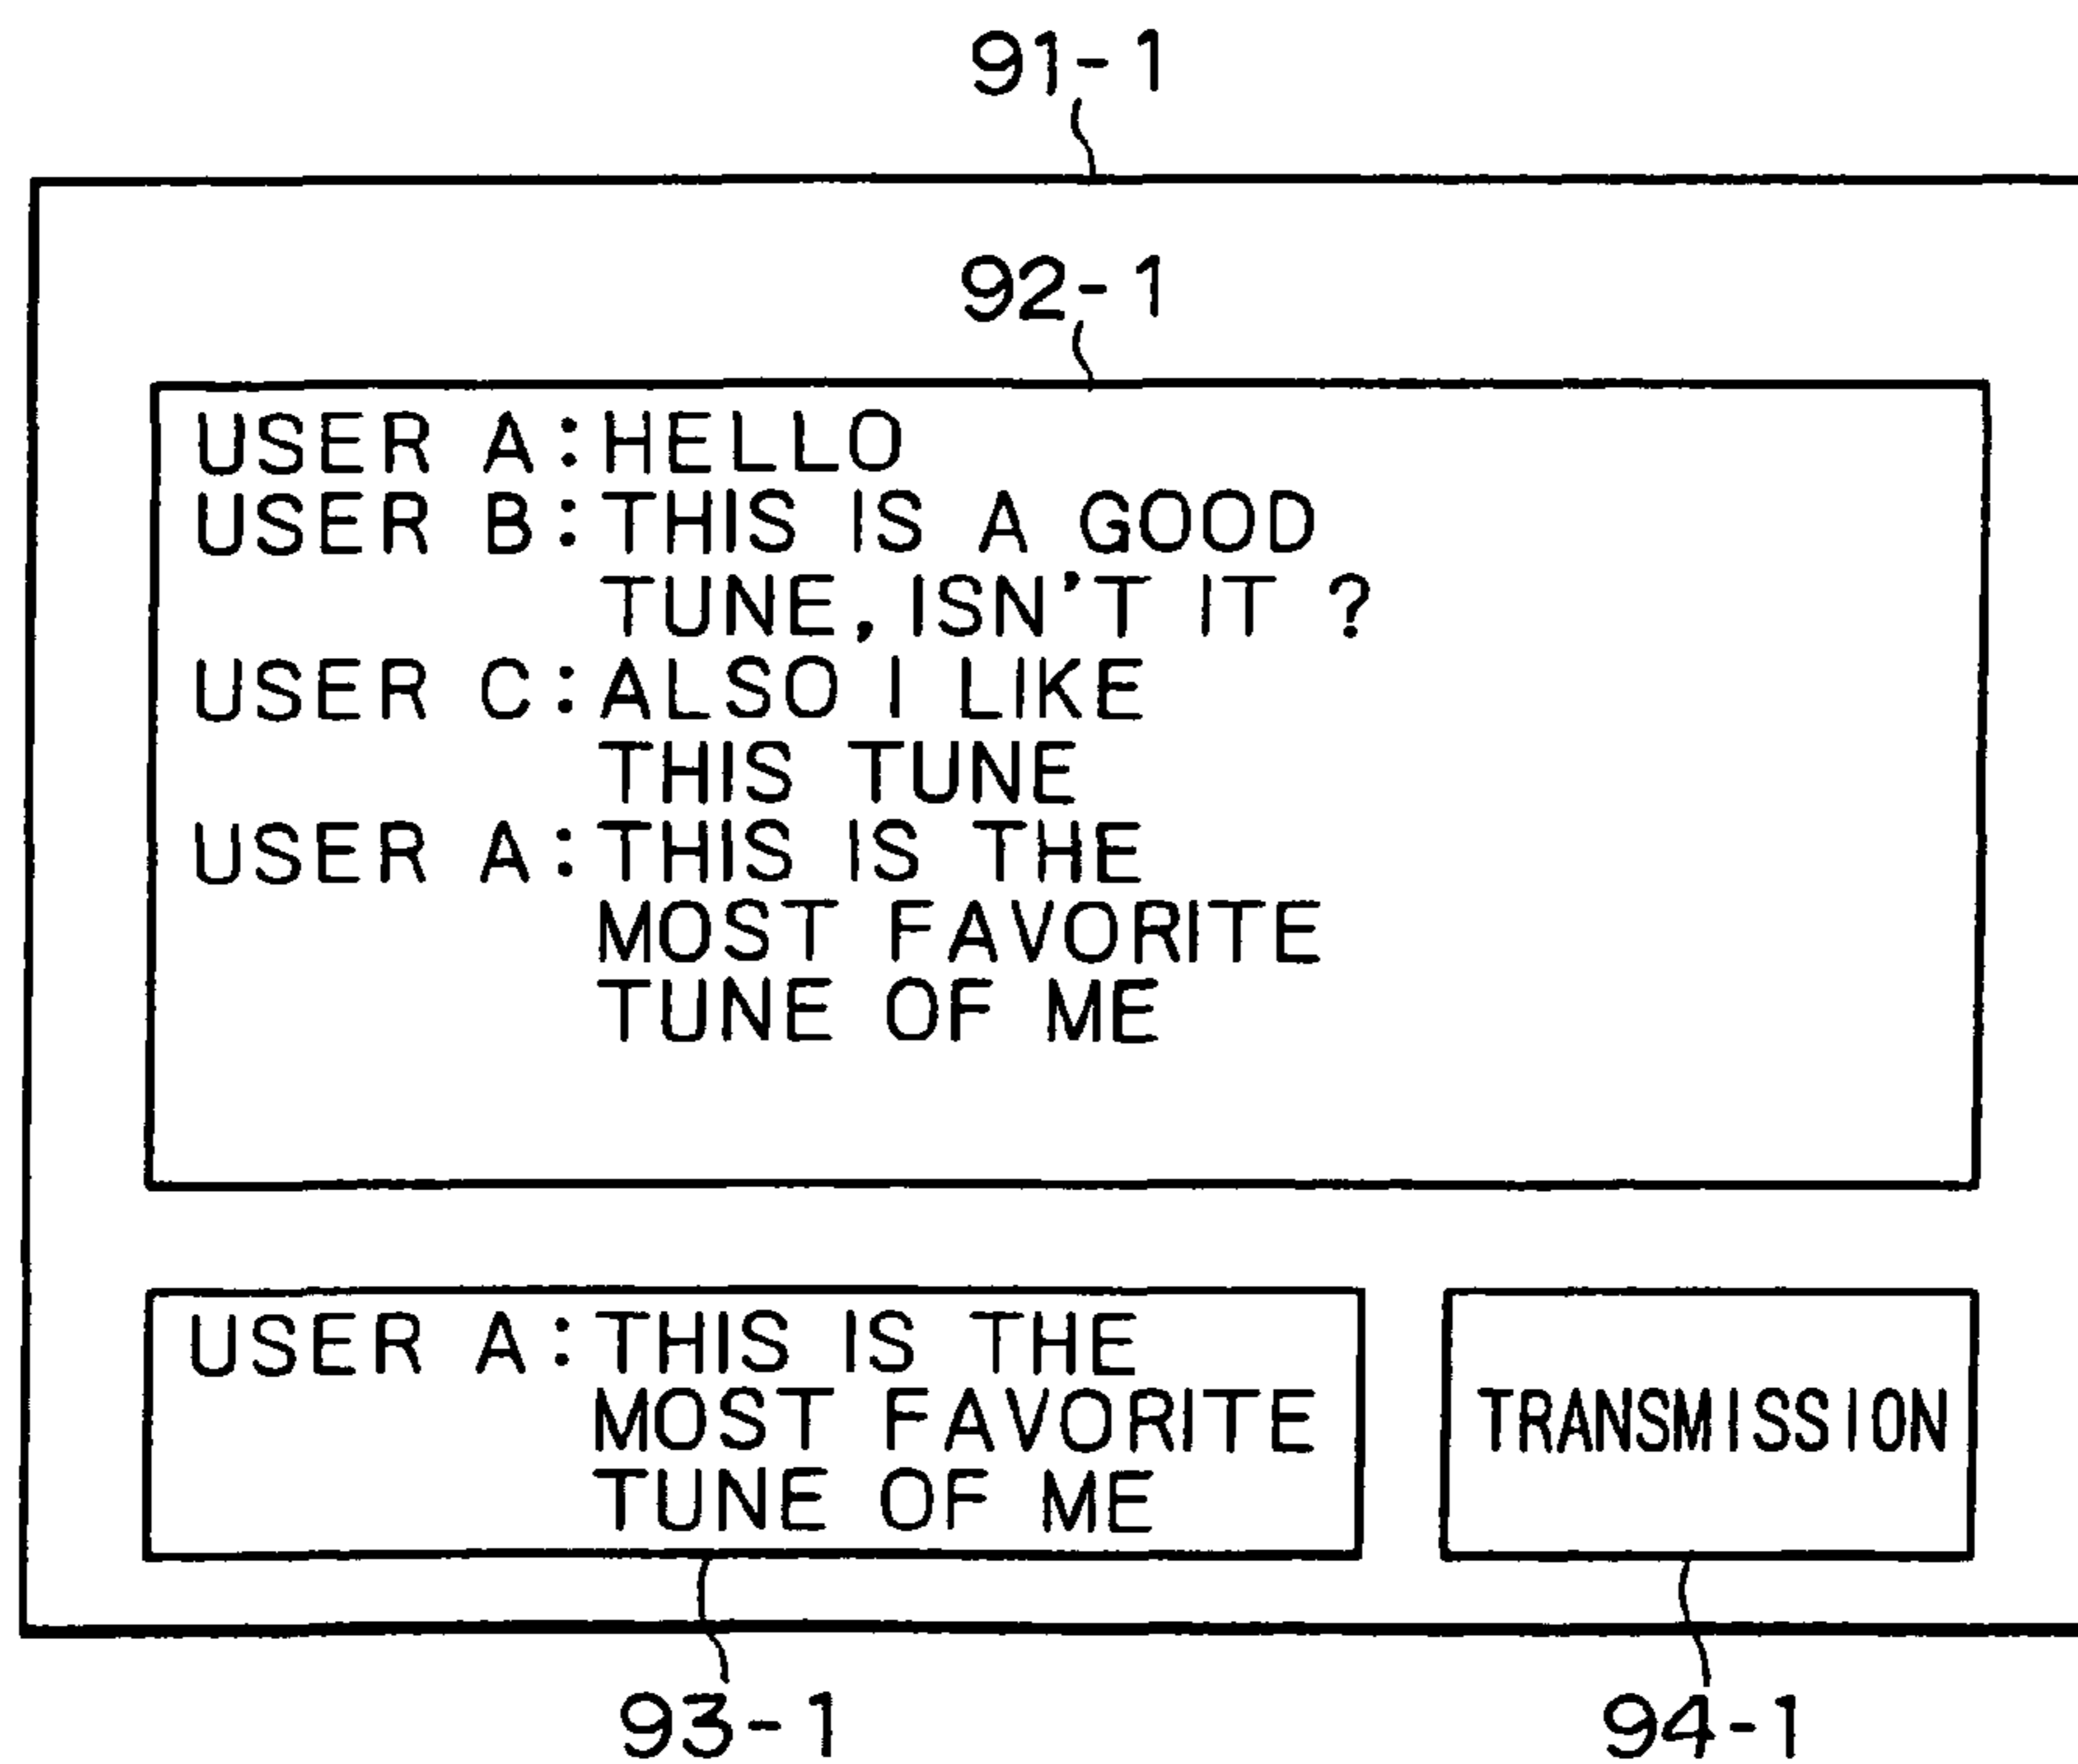 91-1
92-1
USER A:HELLO
USER B:THIS IS A GOOD
TUNE,ISN'T IT ?
USER C:ALSO I LIKE
THIS TUNE
USER A:THIS IS THE
MOST FAVORITE
TUNE OF ME
USER A:THIS IS THE
MOST FAVORITE
TUNE OF ME
TRANSMISSION
93-1
94-1